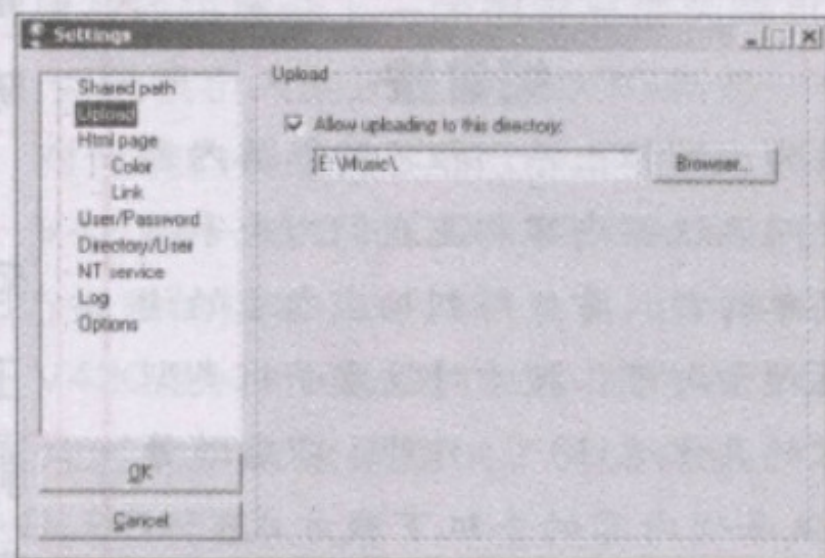 Settings
Shared path
Upload
Html page
Color
Link
User/Password
Directory/User
NT service
Log
Options
OK
Cancel
Upload
Allow uploading to this directory:
E:\Music\
Browser...